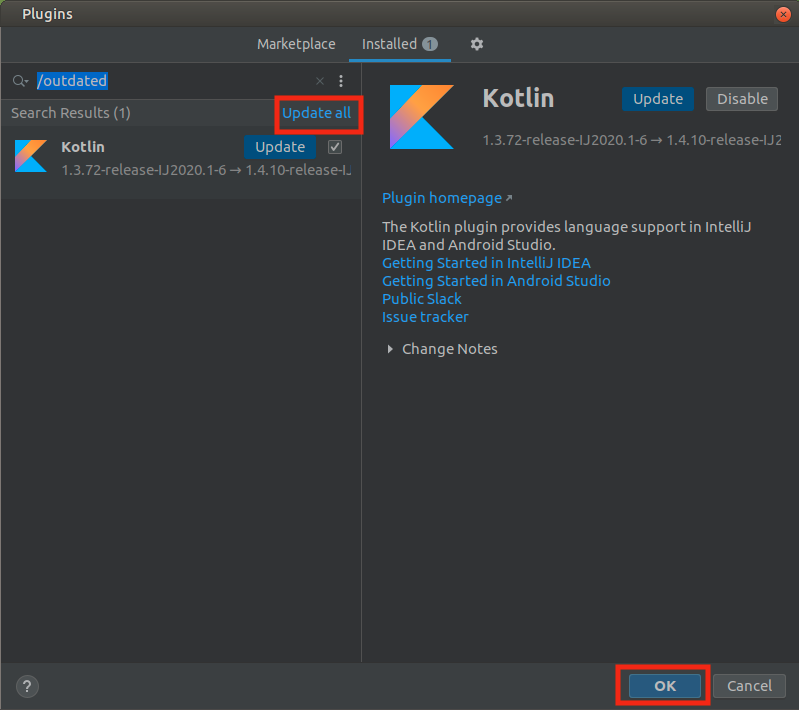 Plugins
Marketplace Installed 1
/outdated
Search Results (1) Update all
Kotlin Update
1.3.72-release-IJ2020.1-6 → 1.4.10-release-IJ
Kotlin Update Disable
1.3.72-release-IJ2020.1-6 → 1.4.10-release-IJ2
Plugin homepage ↗
The Kotlin plugin provides language support in IntelliJ
IDEA and Android Studio.
Getting Started in IntelliJ IDEA
Getting Started in Android Studio
Public Slack
Issue tracker
Change Notes
? OK Cancel